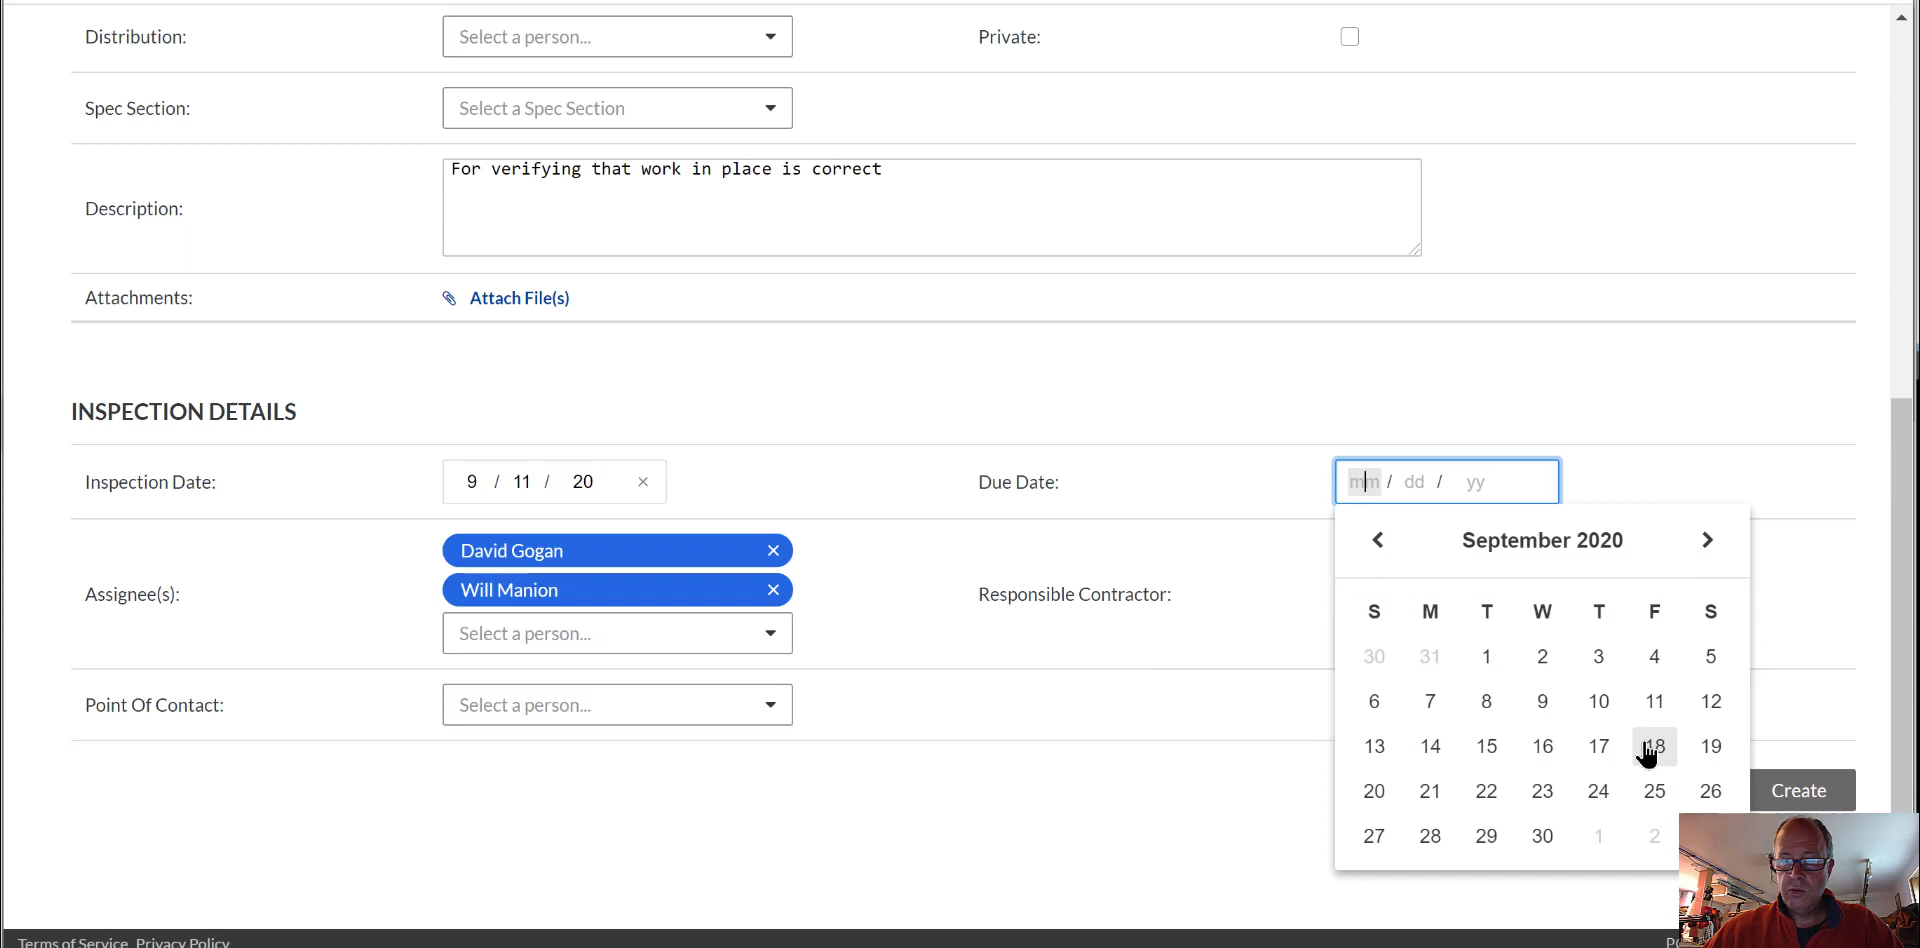 Distribution: Select a person... Private:
Spec Section: Select a Spec Section
For verifying that work in place is correct
Description:
Attachments: Attach File(s)
INSPECTION DETAILS
Inspection Date: 9 / 11 / 20 × Due Date: mm / dd / yy
September 2020
David Gogan ×
Will Manion ×
Assignee(s): Select a person... Responsible Contractor:
S M T W T F S
30 31 1 2 3 4 5
6 7 8 9 10 11 12
13 14 15 16 17 18 19
20 21 22 23 24 25 26
27 28 29 30 1 2
Point Of Contact: Select a person...
Create
Terms of Service Privacy Policy